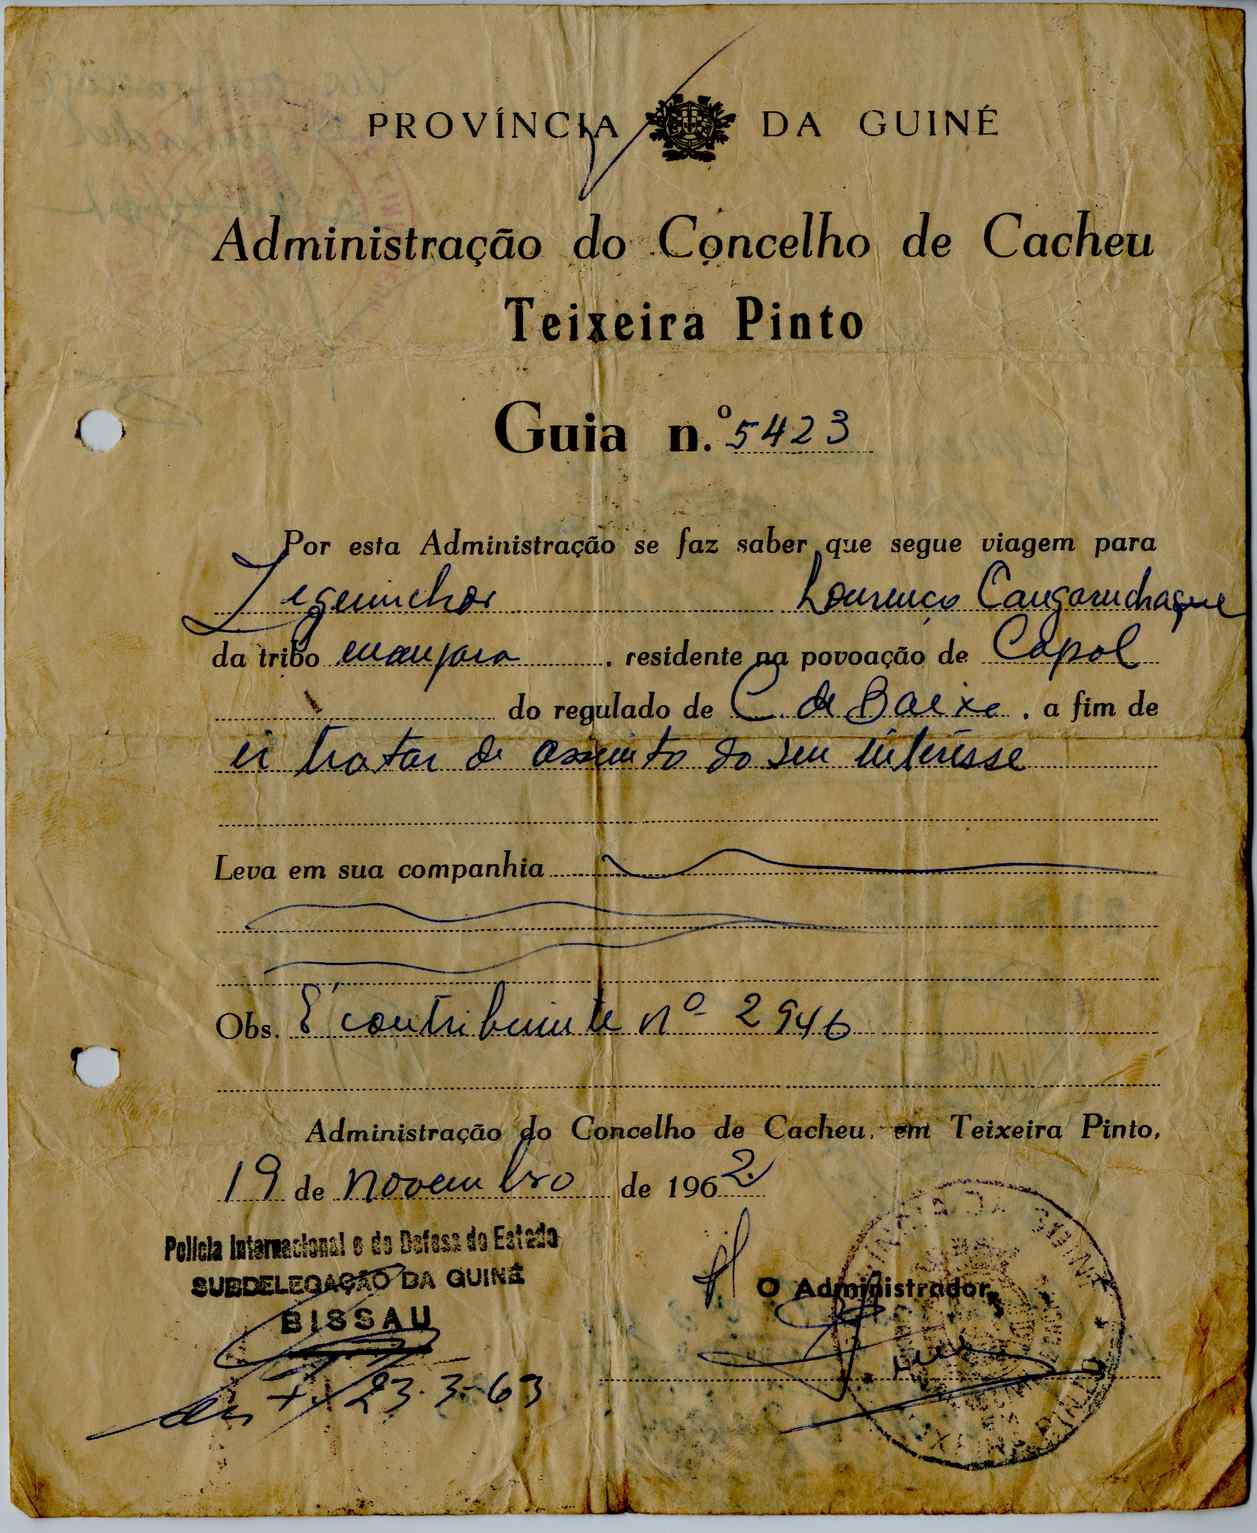 PROVÍNCIA DA GUINÉ
Administração do Concelho de Cacheu
Teixeira Pinto
Guia n.º 5423
Por esta Administração se faz saber que segue viagem para
Zeguinchor Lourenço
da tribo manjaca, residente na povoação de Capol
do regulado de C. de Baixo, a fim de
ir tratar de assunto do seu interesse
Leva em sua companhia
Obs. É contribuinte nº 2946
Administração do Concelho de Cacheu, em Teixeira Pinto,
19 de novembro de 1962
Policia Internacional e de Defesa do Estado
SUBDELEGAÇÃO DA GUINÉ
BISSAU
O Administrador,
23-3-63